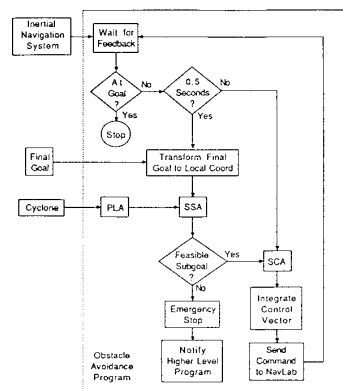 Inertial
Navigation
System
Wait for
Feedback
At
Goal
?
No
0.5
Seconds
?
No
Yes
Stop
Yes
Final
Goal
Transform Final
Goal to Local Coord
Cyclone
PLA
SSA
Feasible
Subgoal
?
Yes
SCA
No
Emergency
Stop
Integrate
Control
Vector
Notify
Higher Level
Program
Send
Command
to NavLab
Obstacle
Avoidance
Program